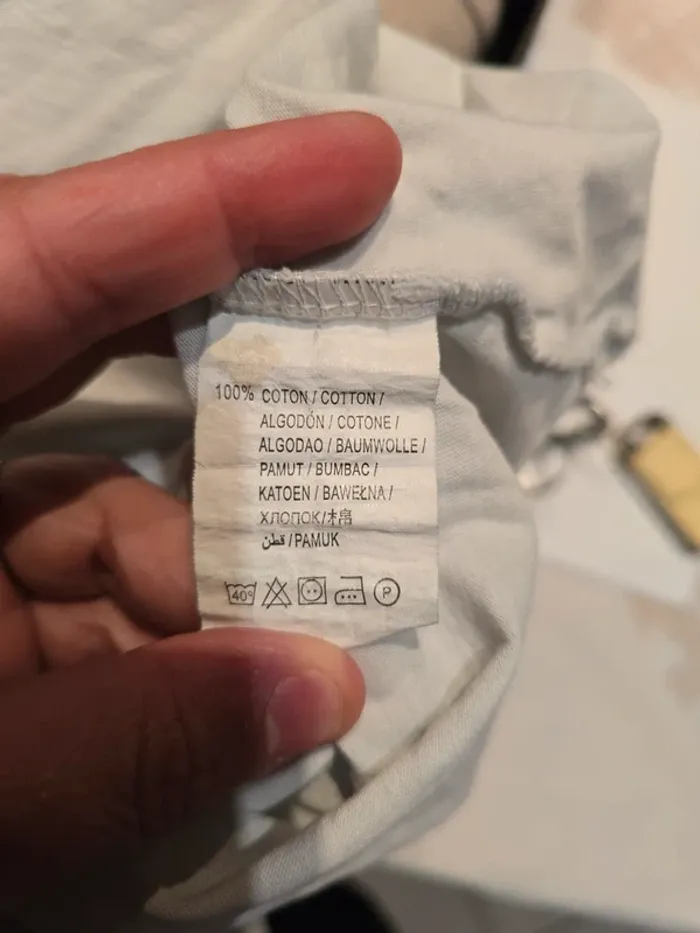 100% COTON / COTTON /
ALGODÓN / COTONE /
ALGODAO / BAUMWOLLE /
PAMUT / BUMBAC /
KATOEN / BAWEŁNA /
ХЛОПОК/棉
قطن /PAMUK
40° P